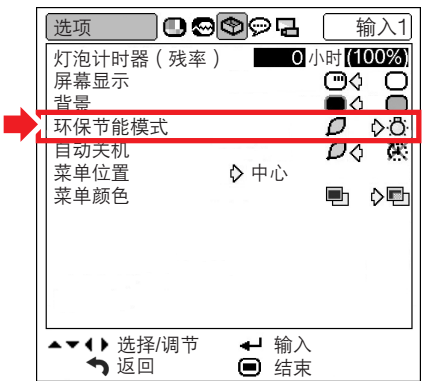 选项 输入1
灯泡计时器(残率) 0小时(100%)
屏幕显示
背景
环保节能模式
自动关机
菜单位置 中心
菜单颜色
选择/调节 输入
返回 结束